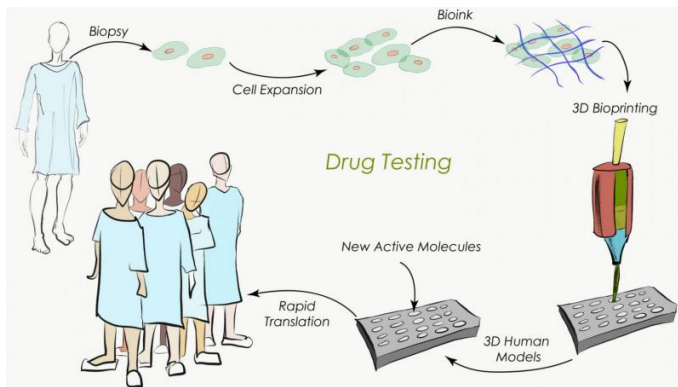 Biopsy
Bioink
Cell Expansion
3D Bioprinting
Drug Testing
New Active Molecules
Rapid
Translation
3D Human
Models